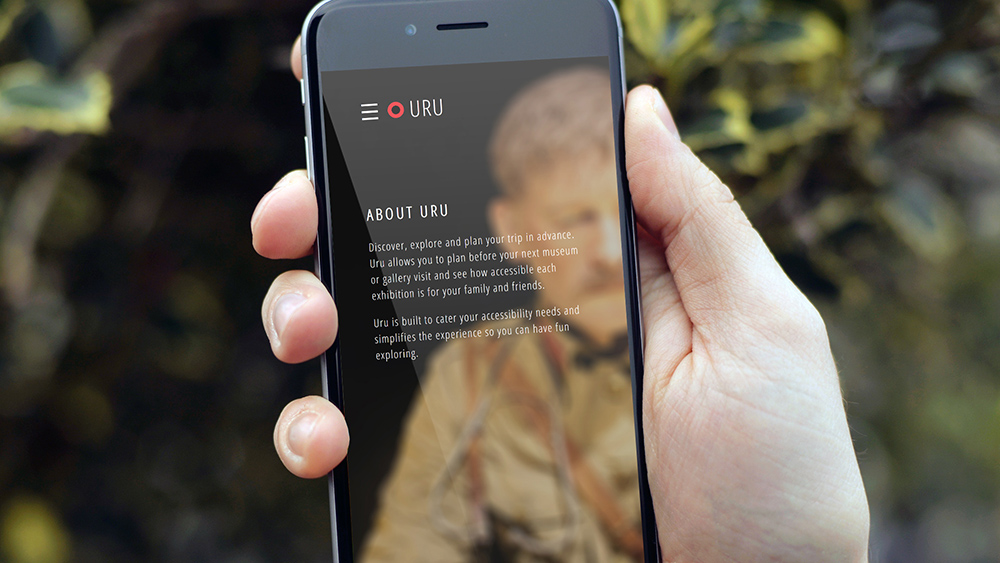 URU
ABOUT URU
Discover, explore and plan your trip in advance.
Uru allows you to plan before your next museum
or gallery visit and see how accessible each
exhibition is for your family and friends.
Uru is built to cater your accessibility needs and
simplifies the experience so you can have fun
exploring.